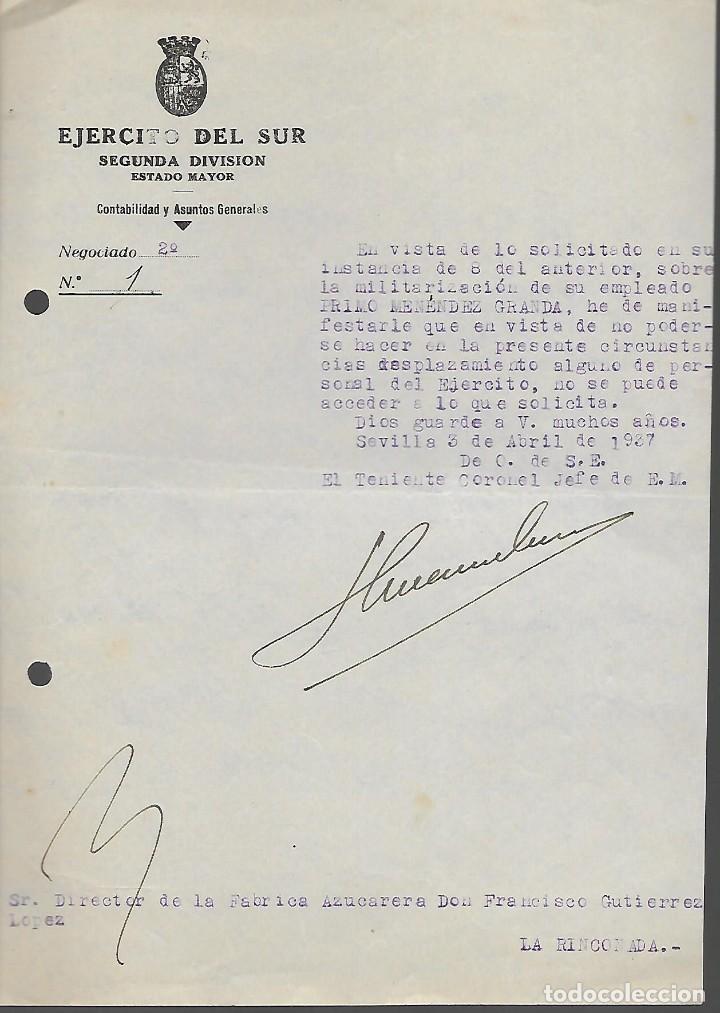 EJERCITO DEL SUR
SEGUNDA DIVISION
ESTADO MAYOR
Contabilidad y Asuntos Generales
Negociado 2º
N.º 1
En vista de lo solicitado en su
instancia de 8 del anterior, sobre
la militarización de su empleado
PRIMO MENÉNDEZ GRANDA, he de mani-
festarle que en vista de no poder-
se hacer en la presente circunstan
cias desplazamiento alguno de per-
sonal del Ejercito, no se puede
acceder a lo que solicita.
Dios guarde a V. muchos años.
Sevilla 3 de Abril de 1937
De O. de S.E.
El Teniente Coronel Jefe de E.M.
Sr. Director de la Fabrica Azucarera Don Francisco Gutierrez
Lopez
LA RINCONADA.-
todocoleccion